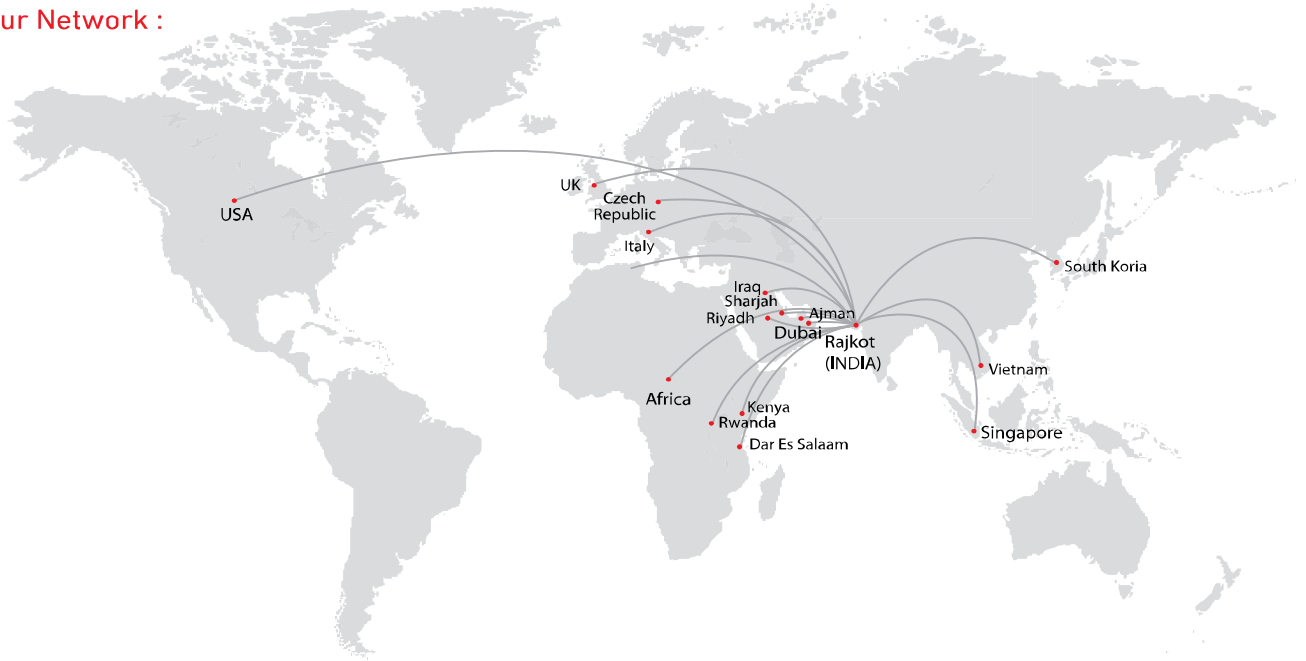 ur Network :
UK
Czech
Republic
USA
Italy
South Koria
Iraq
Sharjah
Riyadh
Ajman
Dubai
Rajkot
(INDIA)
Vietnam
Africa
Kenya
Rwanda
Singapore
Dar Es Salaam